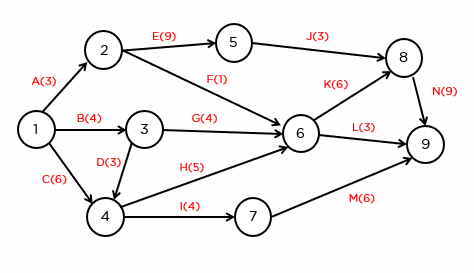 E(9)
J(3)
2
5
8
A(3)
F(1)
K(6)
N(9)
B(4)
G(4)
1
3
6
L(3)
9
D(3)
H(5)
C(6)
I(4)
M(6)
4
7